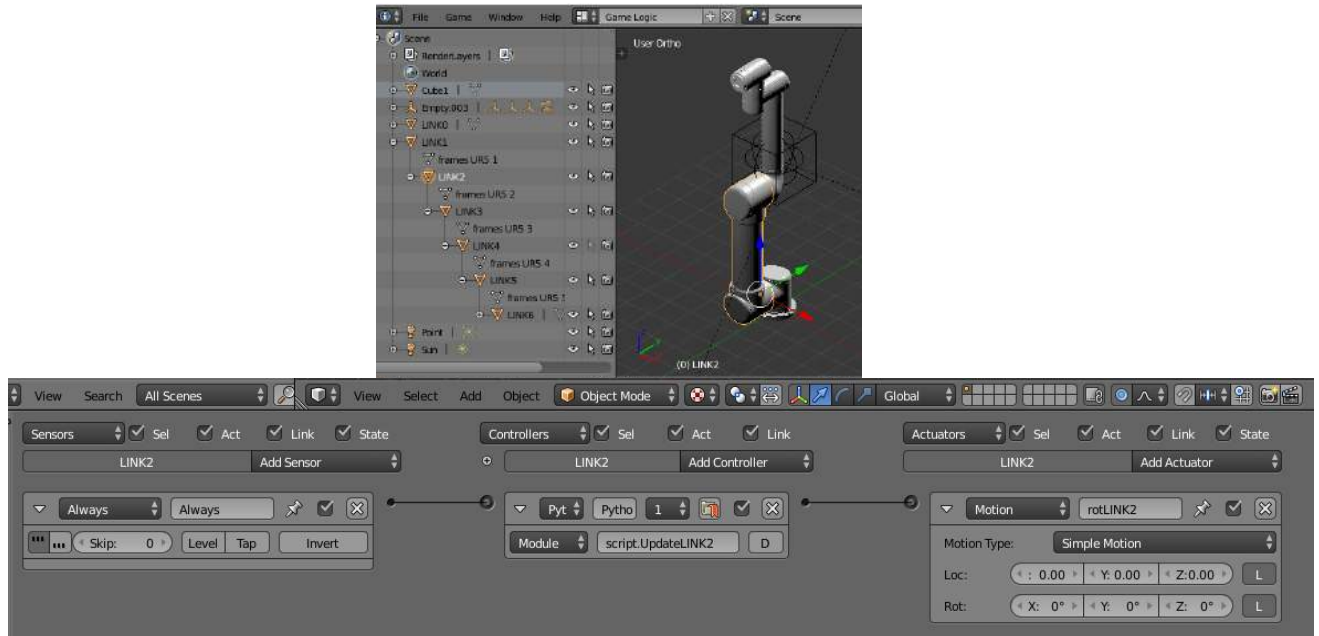 File Game Window Help Game Logic Scene
Scene
RenderLayers
World
Cube1
Empty.003
LINK0
LINK1
frames UR5 1
LINK2
frames UR5 2
LINK3
frames UR5 3
LINK4
frames UR5 4
LINK5
frames UR5
LINK6
Point
Sun
User Ortho
(0) LINK2
View Search All Scenes View Select Add Object Object Mode Global
Sensors Sel Act Link State Controllers Sel Act Link Actuators Sel Act Link State
LINK2 Add Sensor LINK2 Add Controller LINK2 Add Actuator
Always Always Pyt Pytho 1 Motion rotLINK2
Skip: 0 Level Tap Invert Module script.UpdateLINK2 D Motion Type: Simple Motion
Loc: : 0.00 Y: 0.00 Z:0.00 L
Rot: X: 0° Y: 0° Z: 0° L